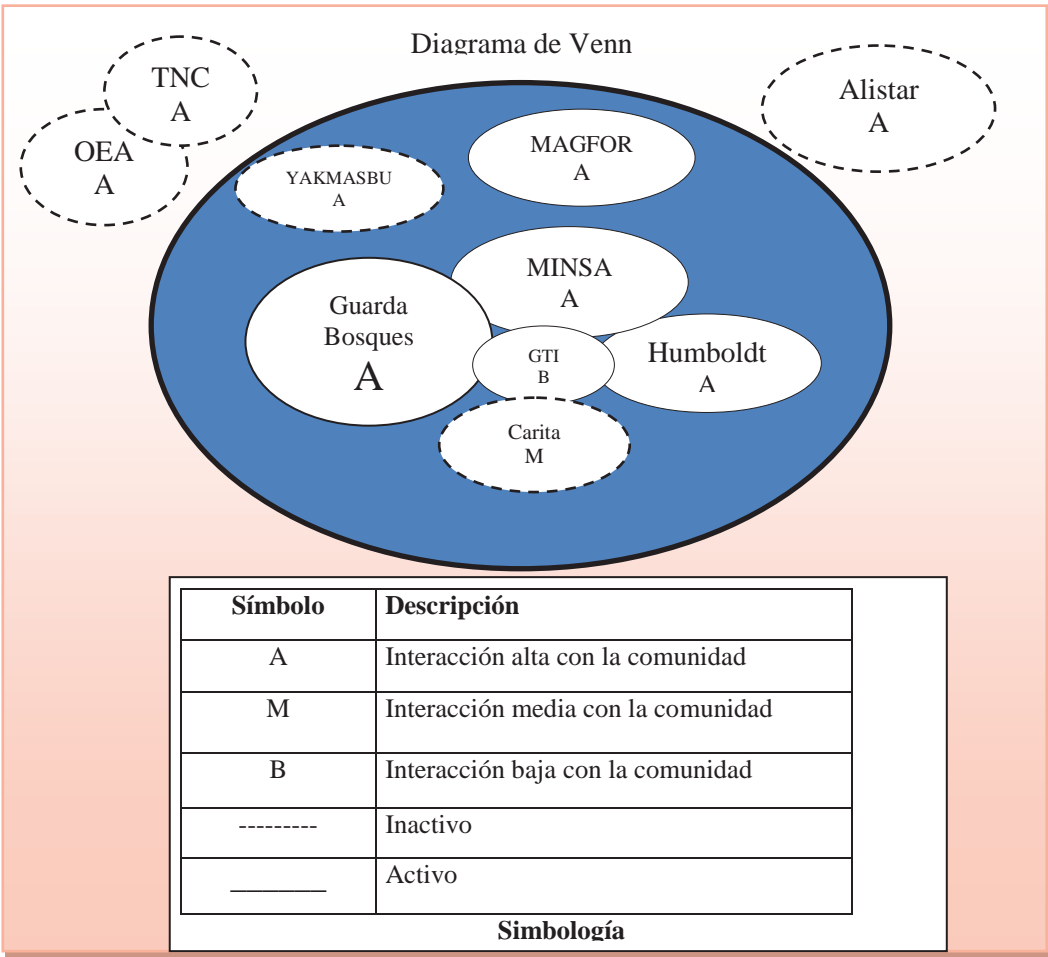 Diagrama de Venn
TNC
A
OEA
A
Alistar
A
MAGFOR
A
YAKMASBU
A
MINSA
A
Guarda
Bosques
A
GTI
B
Humboldt
A
Carita
M
Símbolo Descripción
A Interacción alta con la comunidad
M Interacción media con la comunidad
B Interacción baja con la comunidad
--------- Inactivo
_______ Activo
Simbología